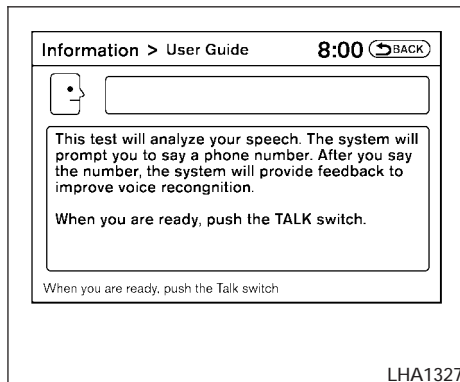 Information > User Guide 8:00 BACK
This test will analyze your speech. The system will
prompt you to say a phone number. After you say
the number, the system will provide feedback to
improve voice recongnition.
When you are ready, push the TALK switch.
When you are ready, push the Talk switch
LHA1327